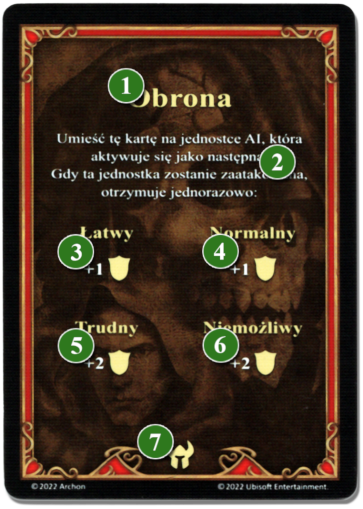 1
Obrona
Umieść tę kartę na jednostce AI, która
aktywuje się jako następna.
2
Gdy ta jednostka zostanie zaatakowana,
otrzymuje jednorazowo:
Łatwy
Normalny
3
+1
4
+1
Trudny
Niemożliwy
5
+2
6
+2
7
©2022 Archon
©2022 Ubisoft Entertainment.